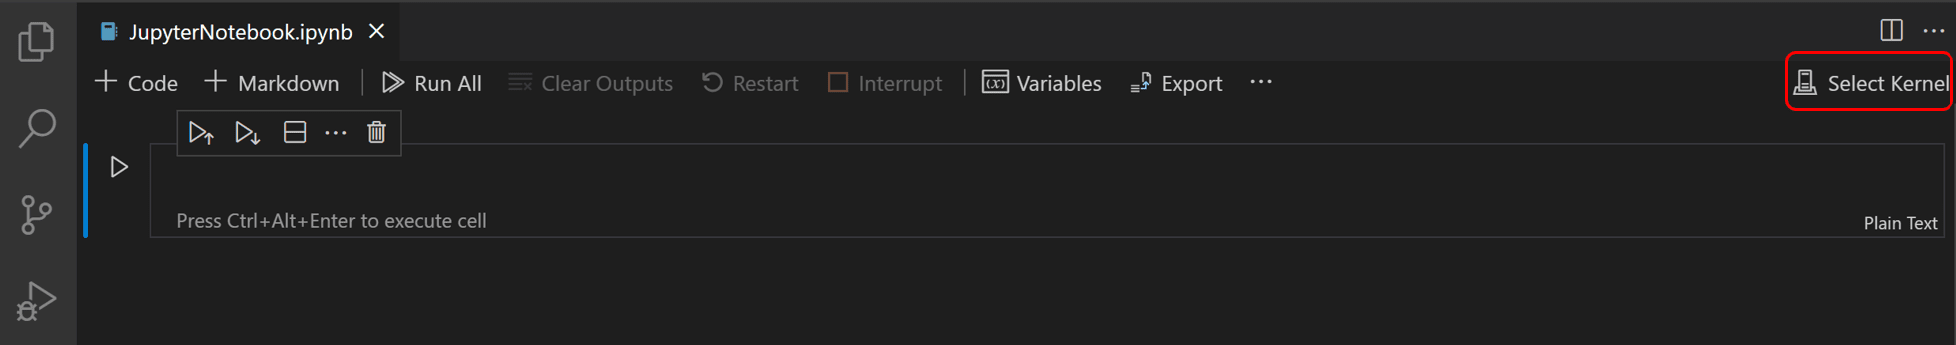 JupyterNotebook.ipynb
Code Markdown Run All Clear Outputs Restart Interrupt Variables Export Select Kernel
Press Ctrl+Alt+Enter to execute cell
Plain Text